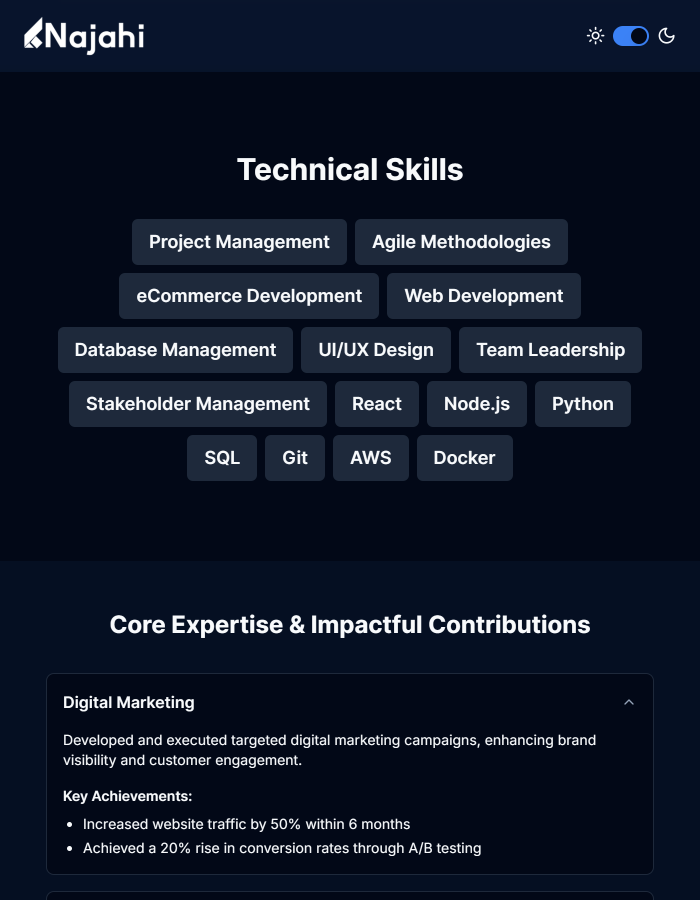 Najahi
Technical Skills
Project Management
Agile Methodologies
eCommerce Development
Web Development
Database Management
UI/UX Design
Team Leadership
Stakeholder Management
React
Node.js
Python
SQL
Git
AWS
Docker
Core Expertise & Impactful Contributions
Digital Marketing
Developed and executed targeted digital marketing campaigns, enhancing brand
visibility and customer engagement.
Key Achievements:
Increased website traffic by 50% within 6 months
Achieved a 20% rise in conversion rates through A/B testing